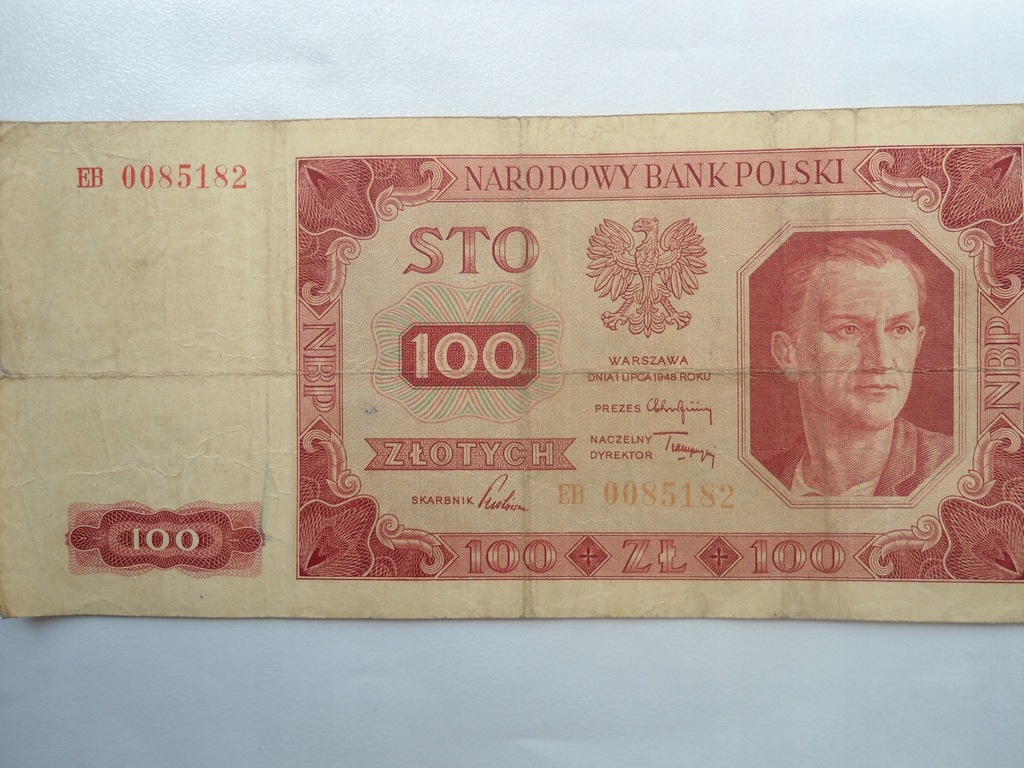 EB 0085182
NARODOWY BANK POLSKI
STO
100
ZŁOTYCH
WARSZAWA
DNIA 1 LIPCA 1948 ROKU
PREZES
NACZELNY
DYREKTOR
SKARBNIK
EB 0085182
NBP
NBP
100
100 ZŁ 100